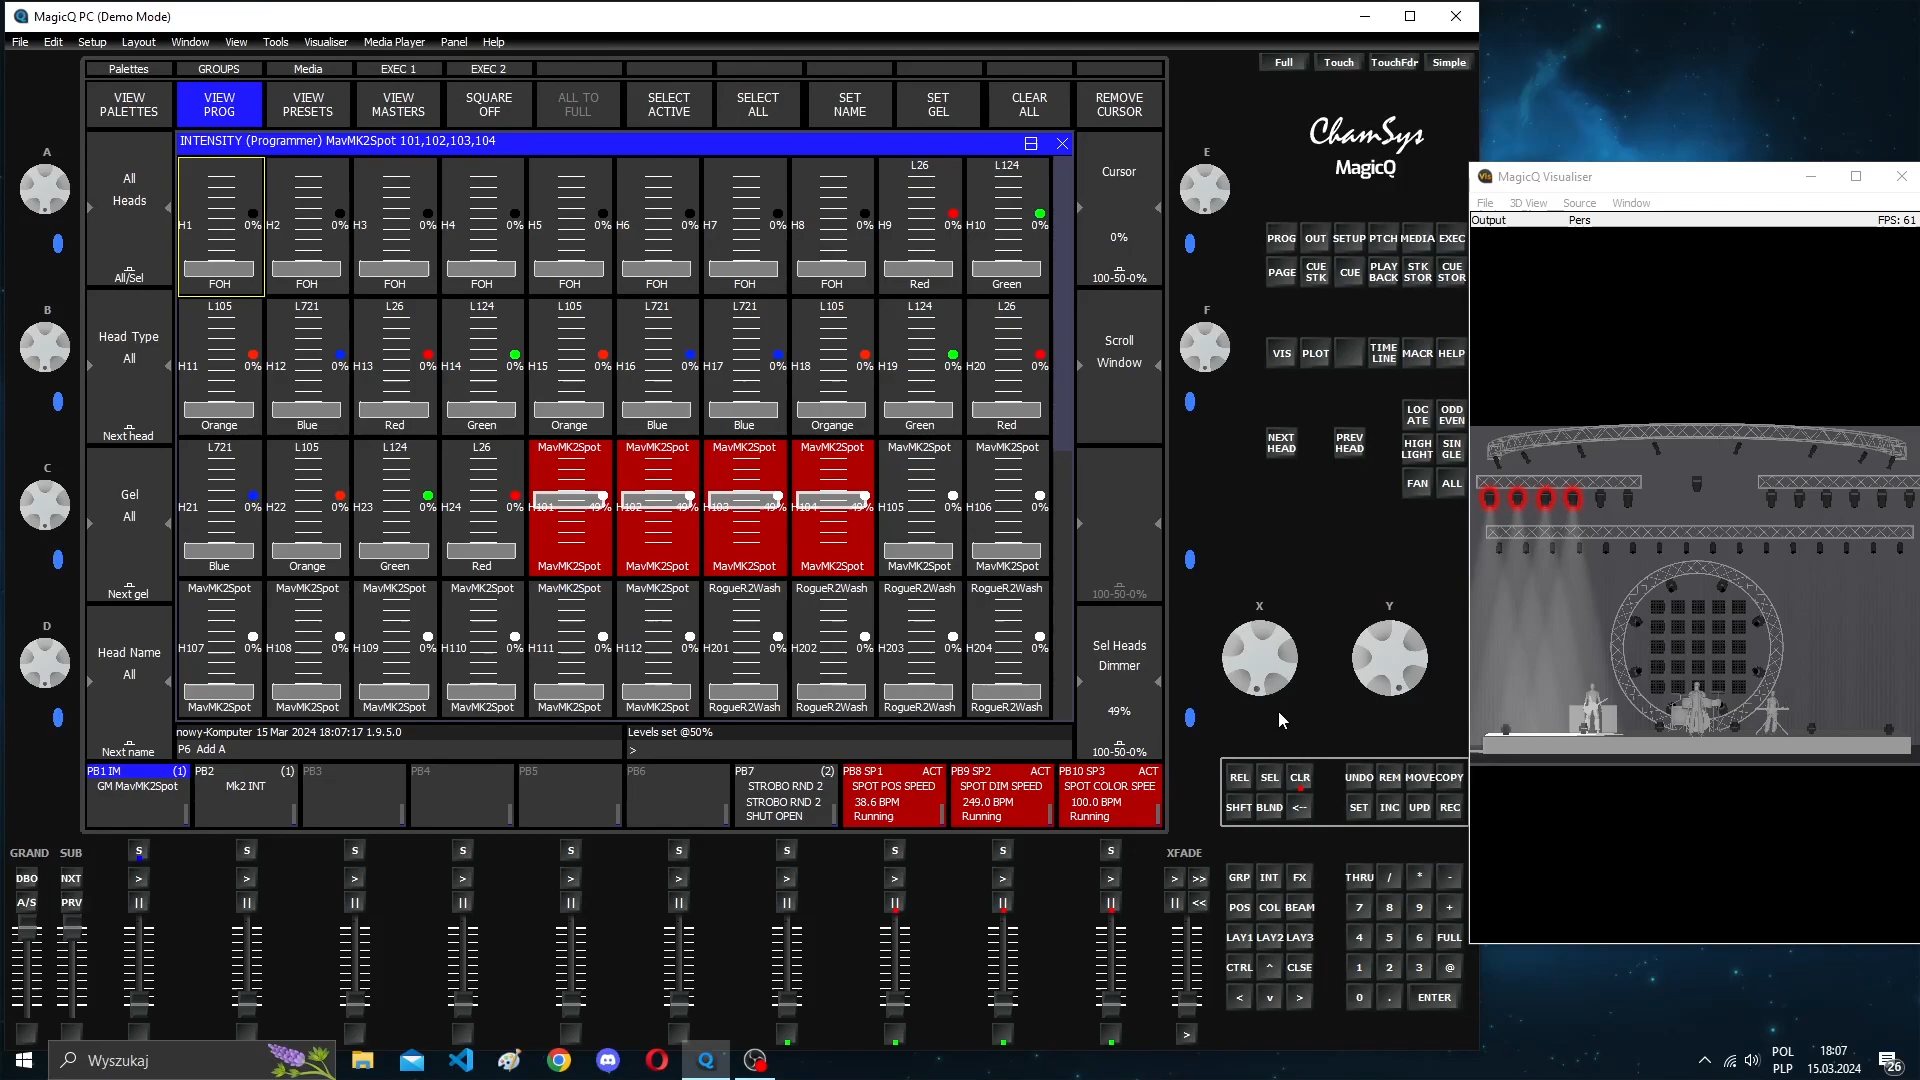 MagicQ PC (Demo Mode)
File Edit Setup Layout Window View Tools Visualiser Media Player Panel Help
Palettes GROUPS Media EXEC 1 EXEC 2
Full Touch TouchFdr Simple
VIEW PALETTES
VIEW PROG
VIEW PRESETS
VIEW MASTERS
SQUARE OFF
ALL TO FULL
SELECT ACTIVE
SELECT ALL
SET NAME
SET GEL
CLEAR ALL
REMOVE CURSOR
INTENSITY (Programmer) MavMK2Spot 101,102,103,104
A
All
Heads
All/Sel
B
Head Type
All
Next head
C
Gel
All
Next gel
D
Head Name
All
Next name
L26 L124
H1 0% H2 0% H3 0% H4 0% H5 0% H6 0% H7 0% H8 0% H9 0% H10 0%
FOH FOH FOH FOH FOH FOH FOH FOH Red Green
L105 L721 L26 L124 L105 L721 L721 L105 L124 L26
H11 0% H12 0% H13 0% H14 0% H15 0% H16 0% H17 0% H18 0% H19 0% H20 0%
Orange Blue Red Green Orange Blue Blue Organge Green Red
L721 L105 L124 L26 MavMK2Spot MavMK2Spot MavMK2Spot MavMK2Spot MavMK2Spot MavMK2Spot
H21 0% H22 0% H23 0% H24 0% H101 49% H102 49% H103 49% H104 49% H105 0% H106 0%
Blue Orange Green Red MavMK2Spot MavMK2Spot MavMK2Spot MavMK2Spot MavMK2Spot MavMK2Spot
MavMK2Spot MavMK2Spot MavMK2Spot MavMK2Spot MavMK2Spot MavMK2Spot RogueR2Wash RogueR2Wash RogueR2Wash RogueR2Wash
H107 0% H108 0% H109 0% H110 0% H111 0% H112 0% H201 0% H202 0% H203 0% H204 0%
MavMK2Spot MavMK2Spot MavMK2Spot MavMK2Spot MavMK2Spot MavMK2Spot RogueR2Wash RogueR2Wash RogueR2Wash RogueR2Wash
Cursor
0%
100-50-0%
Scroll
Window
100-50-0%
Sel Heads
Dimmer
49%
100-50-0%
nowy-Komputer 15 Mar 2024 18:07:17 1.9.5.0
Levels set @50%
P6 Add A
>
PB1 IM (1)
GM MavMK2Spot
PB2 (1)
Mk2 INT
PB3
PB4
PB5
PB6
PB7 (2)
STROBO RND 2
STROBO RND 2
SHUT OPEN
PB8 SP1 ACT
SPOT POS SPEED
38.6 BPM
Running
PB9 SP2 ACT
SPOT DIM SPEED
249.0 BPM
Running
PB10 SP3 ACT
SPOT COLOR SPEE
100.0 BPM
Running
GRAND SUB
DBO NXT
A/S PRV
S S S S S S S S S S
> > > > > > > > > >
XFADE
> >>
<<
>
ChamSys
MagicQ
E
F
PROG OUT SETUP PTCH MEDIA EXEC
PAGE CUE STK CUE PLAY BACK STK STOR CUE STOR
VIS PLOT TIME LINE MACR HELP
LOC ATE ODD EVEN
NEXT HEAD PREV HEAD HIGH LIGHT SIN GLE
FAN ALL
X Y
REL SEL CLR UNDO REM MOVE COPY
SHFT BLND <-- SET INC UPD REC
GRP INT FX THRU / * -
POS COL BEAM 7 8 9 +
LAY1 LAY2 LAY3 4 5 6 FULL
CTRL ^ CLSE 1 2 3 @
< v > 0 . ENTER
MagicQ Visualiser
File 3D View Source Window
Output Pers FPS: 61
Wyszukaj
POL
PLP
18:07
15.03.2024
26